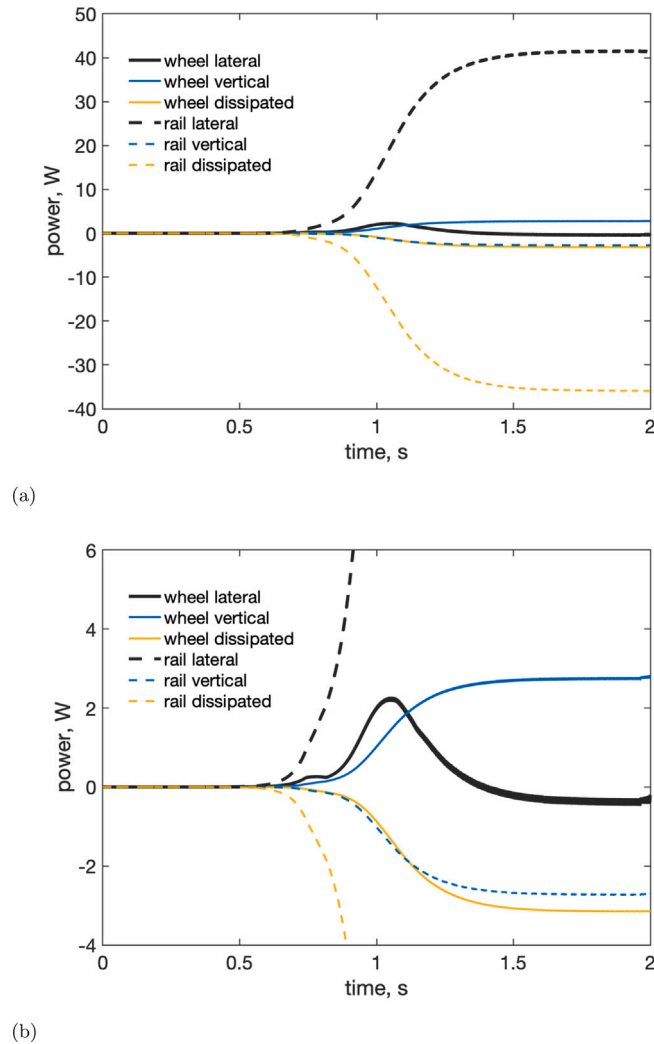 50
40
30
20
10
0
-10
-20
-30
-40
power, W
wheel lateral
wheel vertical
wheel dissipated
rail lateral
rail vertical
rail dissipated
0 0.5 1 1.5 2
time, s
(a)
6
4
2
0
-2
-4
power, W
wheel lateral
wheel vertical
wheel dissipated
rail lateral
rail vertical
rail dissipated
0 0.5 1 1.5 2
time, s
(b)